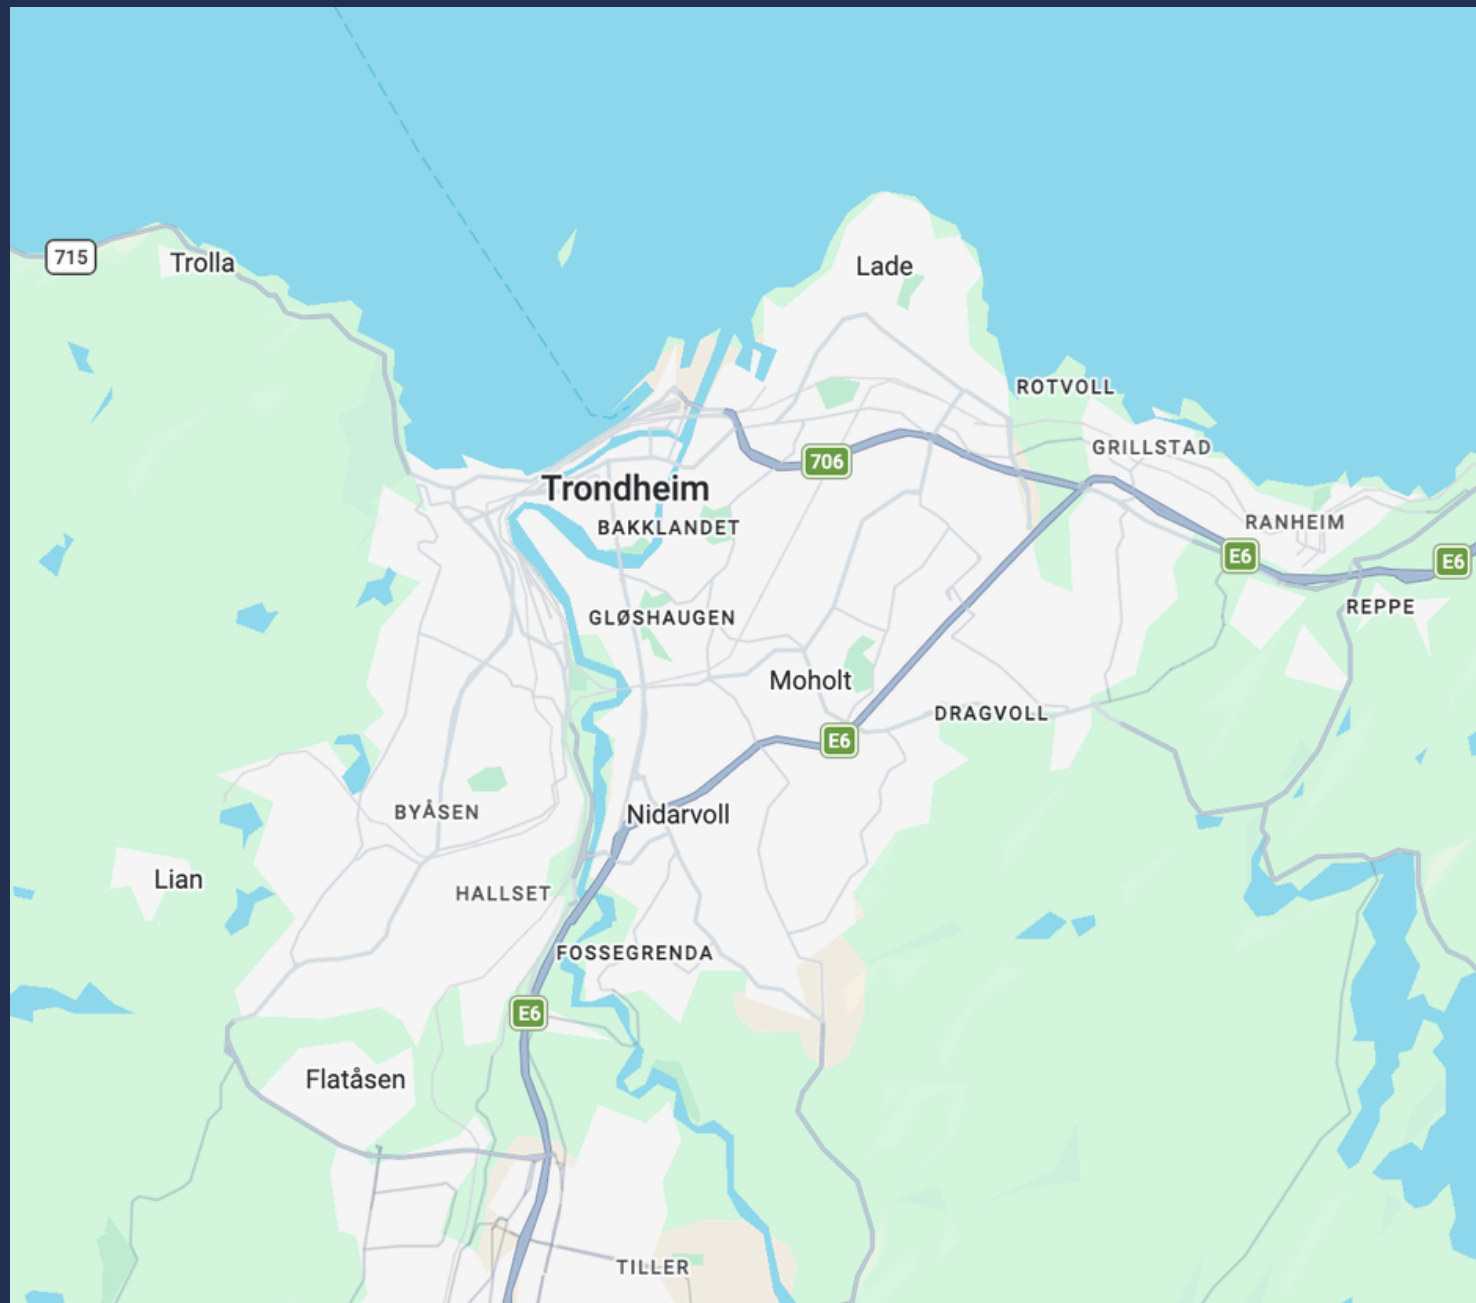 715
Trolla
Lade
ROTVOLL
GRILLSTAD
706
Trondheim
BAKKLANDET
RANHEIM
E6
E6
REPPE
GLØSHAUGEN
Moholt
DRAGVOLL
E6
BYÅSEN
Nidarvoll
Lian
HALLSET
FOSSEGRENDA
E6
Flatåsen
TILLER